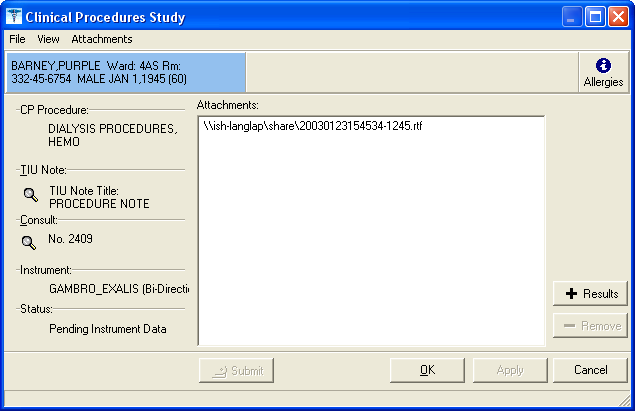 Clinical Procedures Study
File View Attachments
BARNEY,PURPLE Ward: 4AS Rm:
332-45-6754 MALE JAN 1,1945 (60)
Allergies
CP Procedure:
DIALYSIS PROCEDURES,
HEMO
TIU Note:
TIU Note Title:
PROCEDURE NOTE
Consult:
No. 2409
Instrument:
GAMBRO_EXALIS (Bi-Directi
Status:
Pending Instrument Data
Attachments:
\\ish-langlap\share\20030123154534-1245.rtf
Results
Remove
Submit
OK
Apply
Cancel